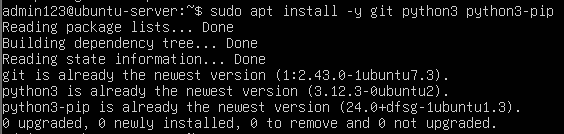 admin123@ubuntu-server:~$ sudo apt install -y git python3 python3-pip
Reading package lists... Done
Building dependency tree... Done
Reading state information... Done
git is already the newest version (1:2.43.0-1ubuntu7.3).
python3 is already the newest version (3.12.3-0ubuntu2).
python3-pip is already the newest version (24.0+dfsg-1ubuntu1.3).
0 upgraded, 0 newly installed, 0 to remove and 0 not upgraded.